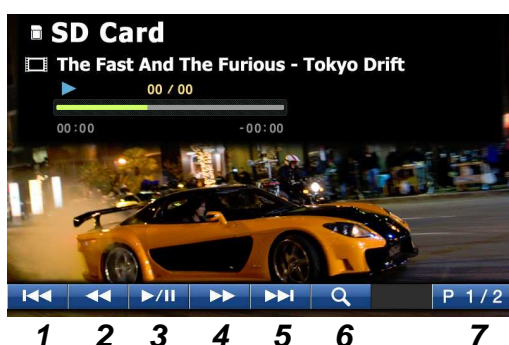 SD Card
The Fast And The Furious - Tokyo Drift
00 / 00
00:00 -00:00
P 1/2
1 2 3 4 5 6 7